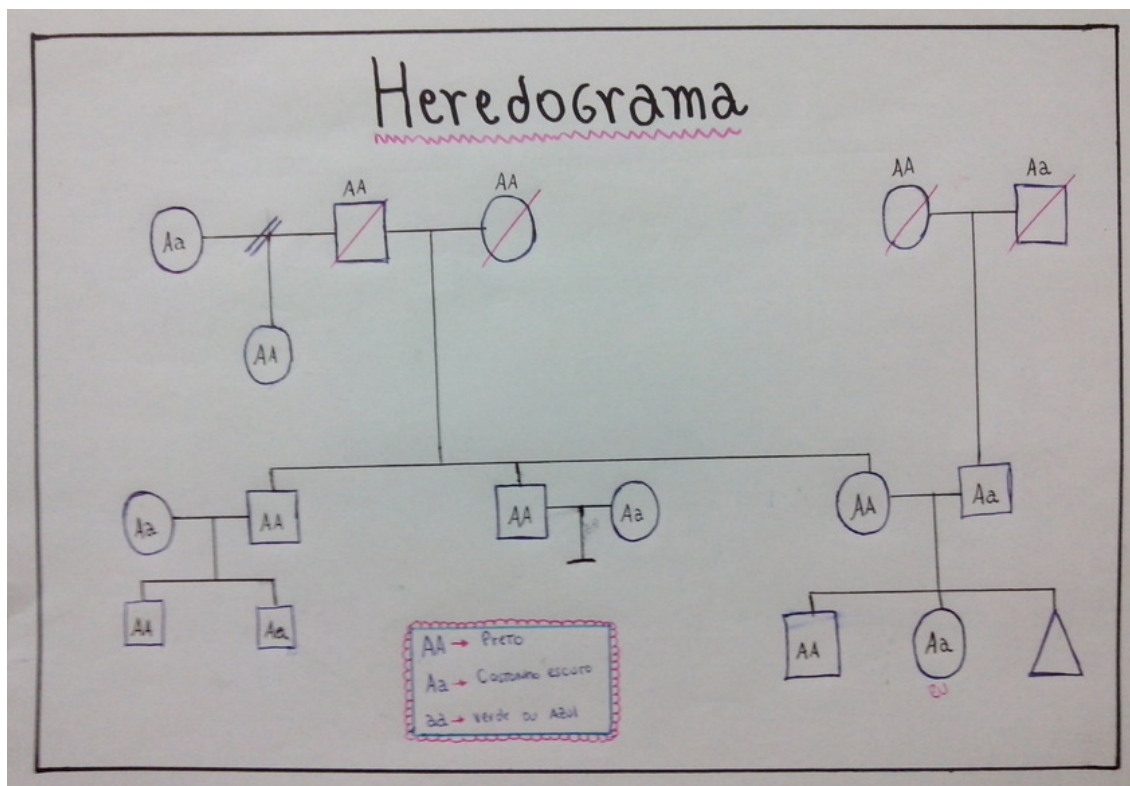 Heredograma
AA AA AA Aa
Aa
AA
Aa AA AA Aa AA Aa
AA Aa AA Aa
eu
AA → Preto
Aa → Castanho escuro
aa → verde ou Azul